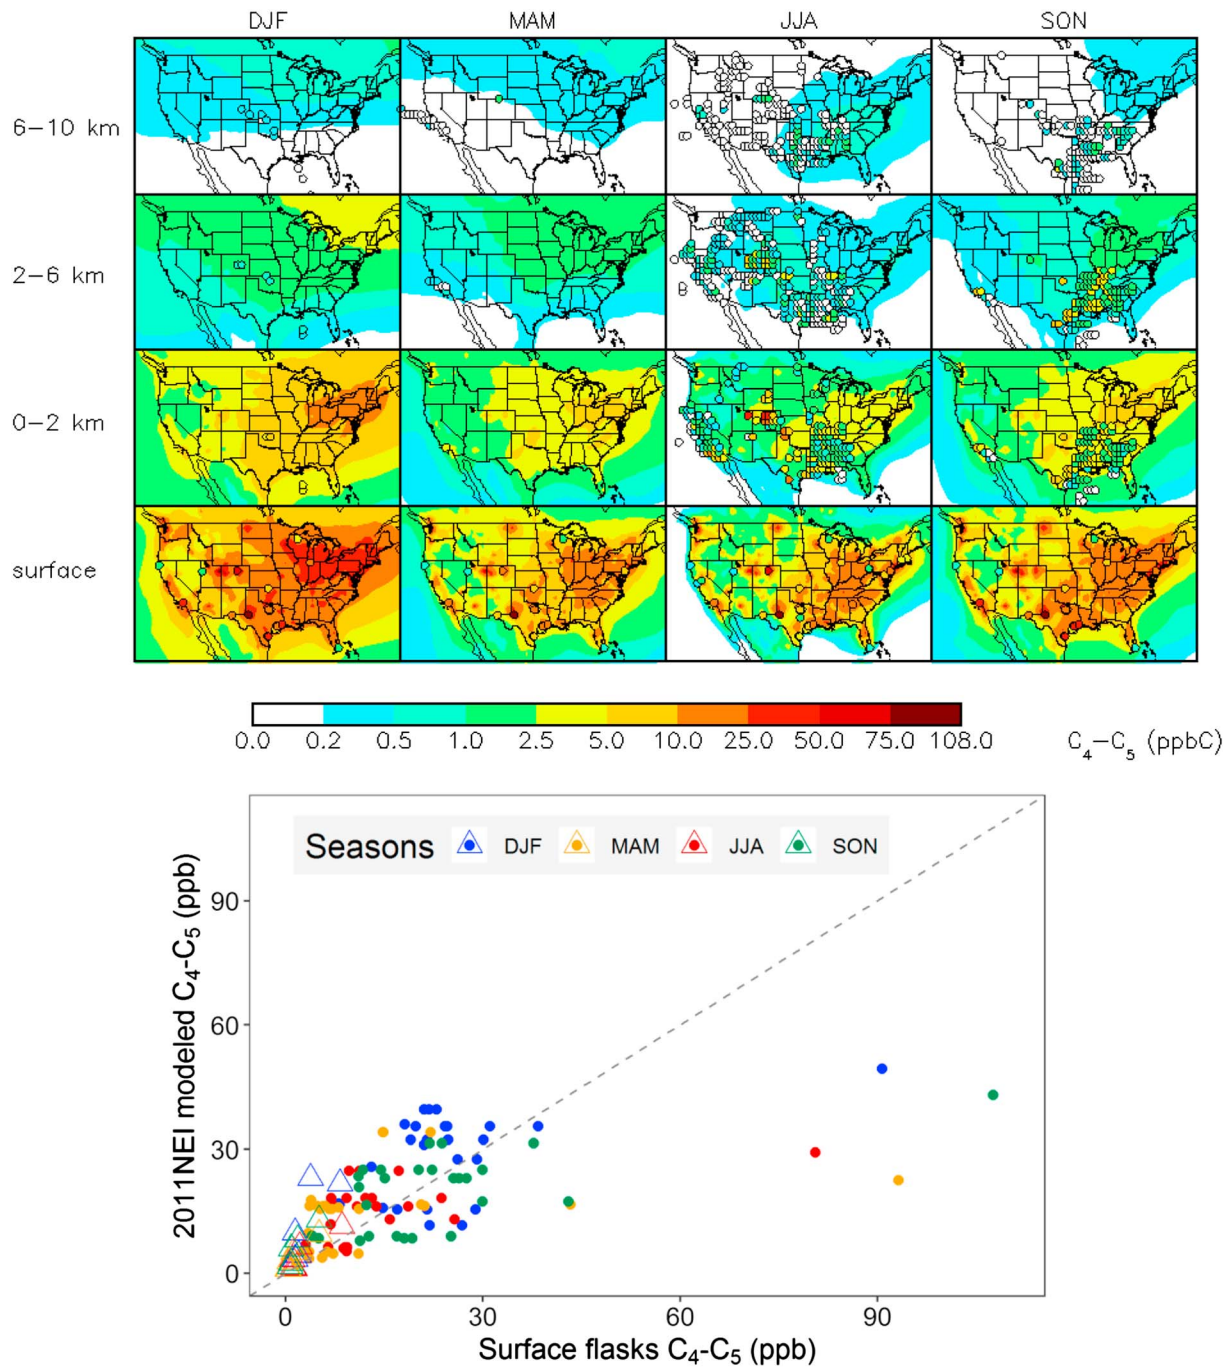 DJF MAM JJA SON
6–10 km
2–6 km
0–2 km
surface
0.0 0.2 0.5 1.0 2.5 5.0 10.0 25.0 50.0 75.0 108.0 C₄–C₅ (ppbC)
Seasons DJF MAM JJA SON
2011NEI modeled C₄-C₅ (ppb)
90
60
30
0
0 30 60 90
Surface flasks C₄-C₅ (ppb)